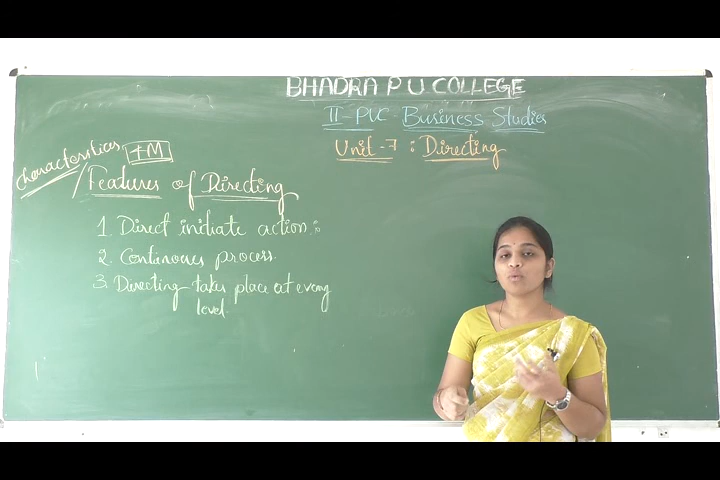 BHADRA P U COLLEGE
II-PUC Business Studies
Unit-7 : Directing
Characteristics 4M
/Features of Directing
1. Direct initiate action :
2. Continuous process.
3. Directing takes place at every
level.